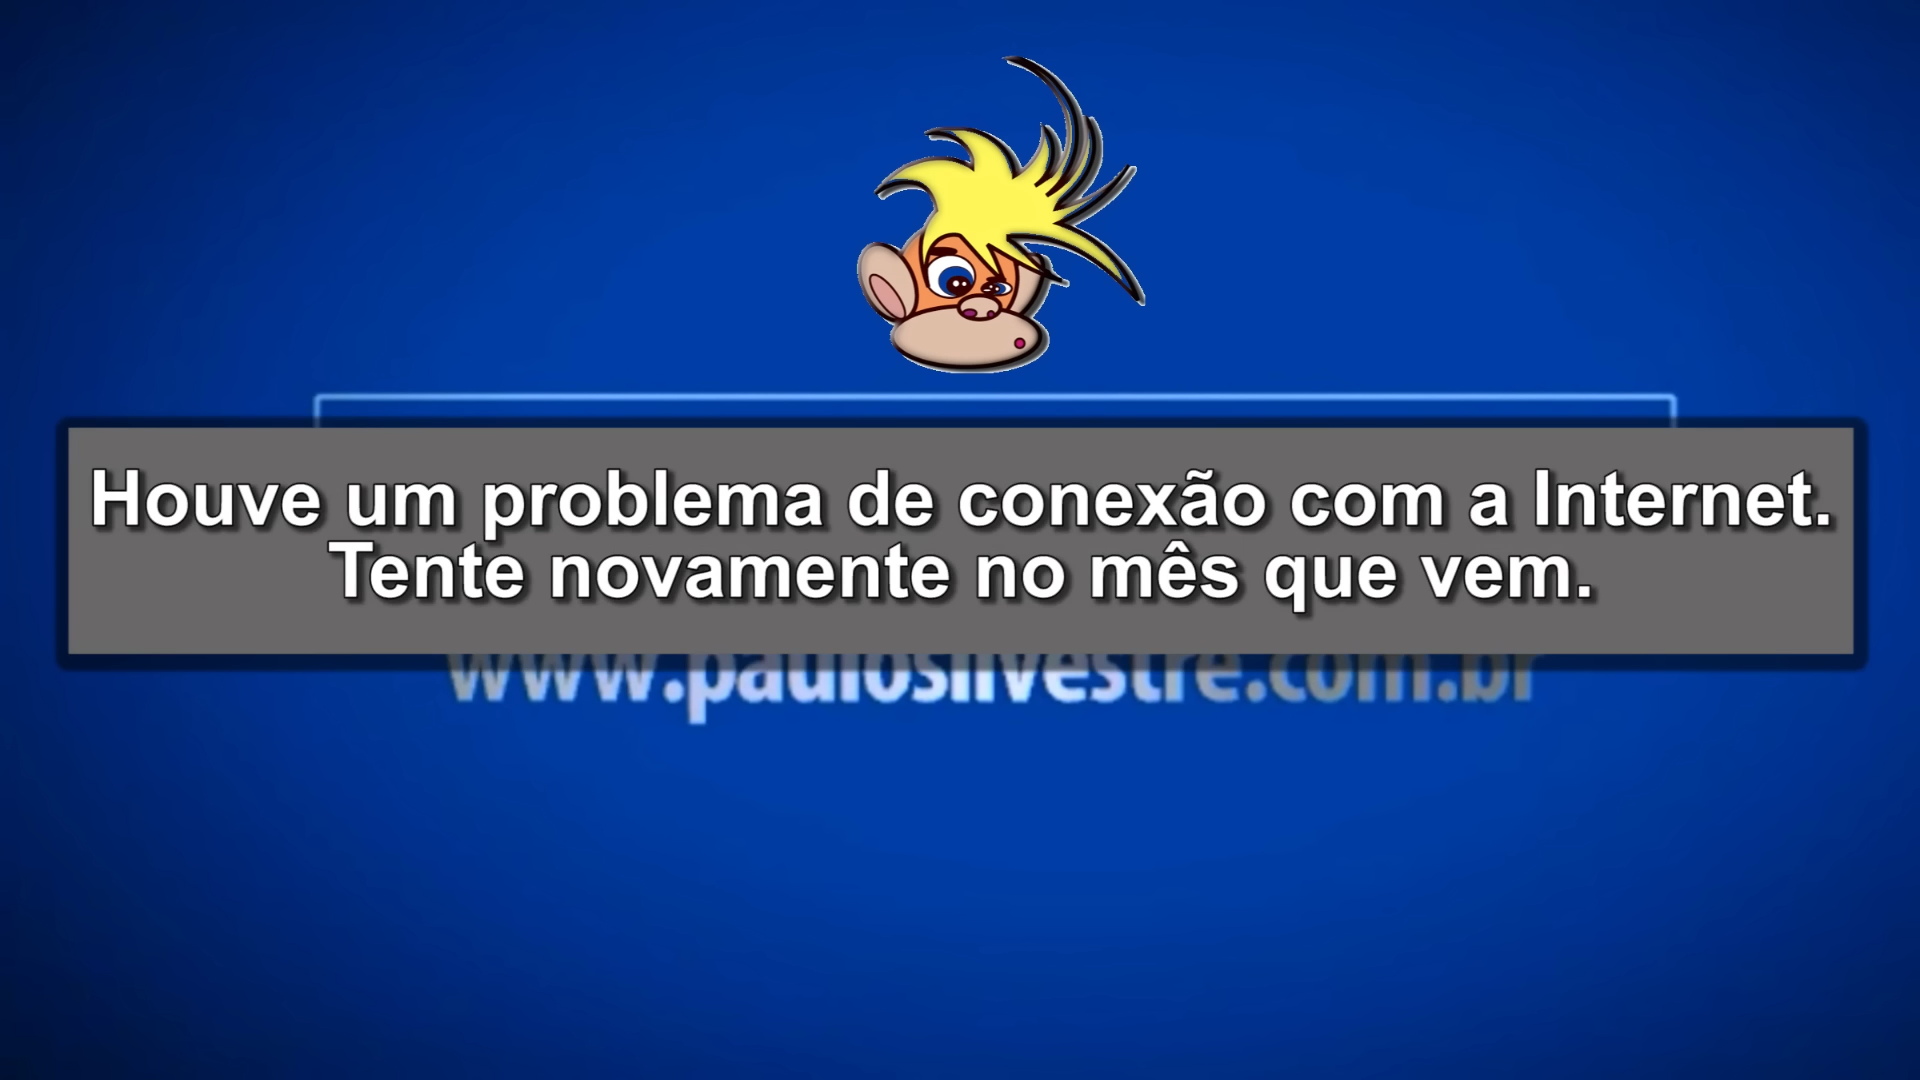 Houve um problema de conexão com a Internet.
Tente novamente no mês que vem.
www.paulosilvestre.com.br